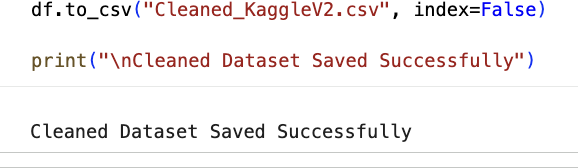 df.to_csv("Cleaned_KaggleV2.csv", index=False)
print("\nCleaned Dataset Saved Successfully")
Cleaned Dataset Saved Successfully